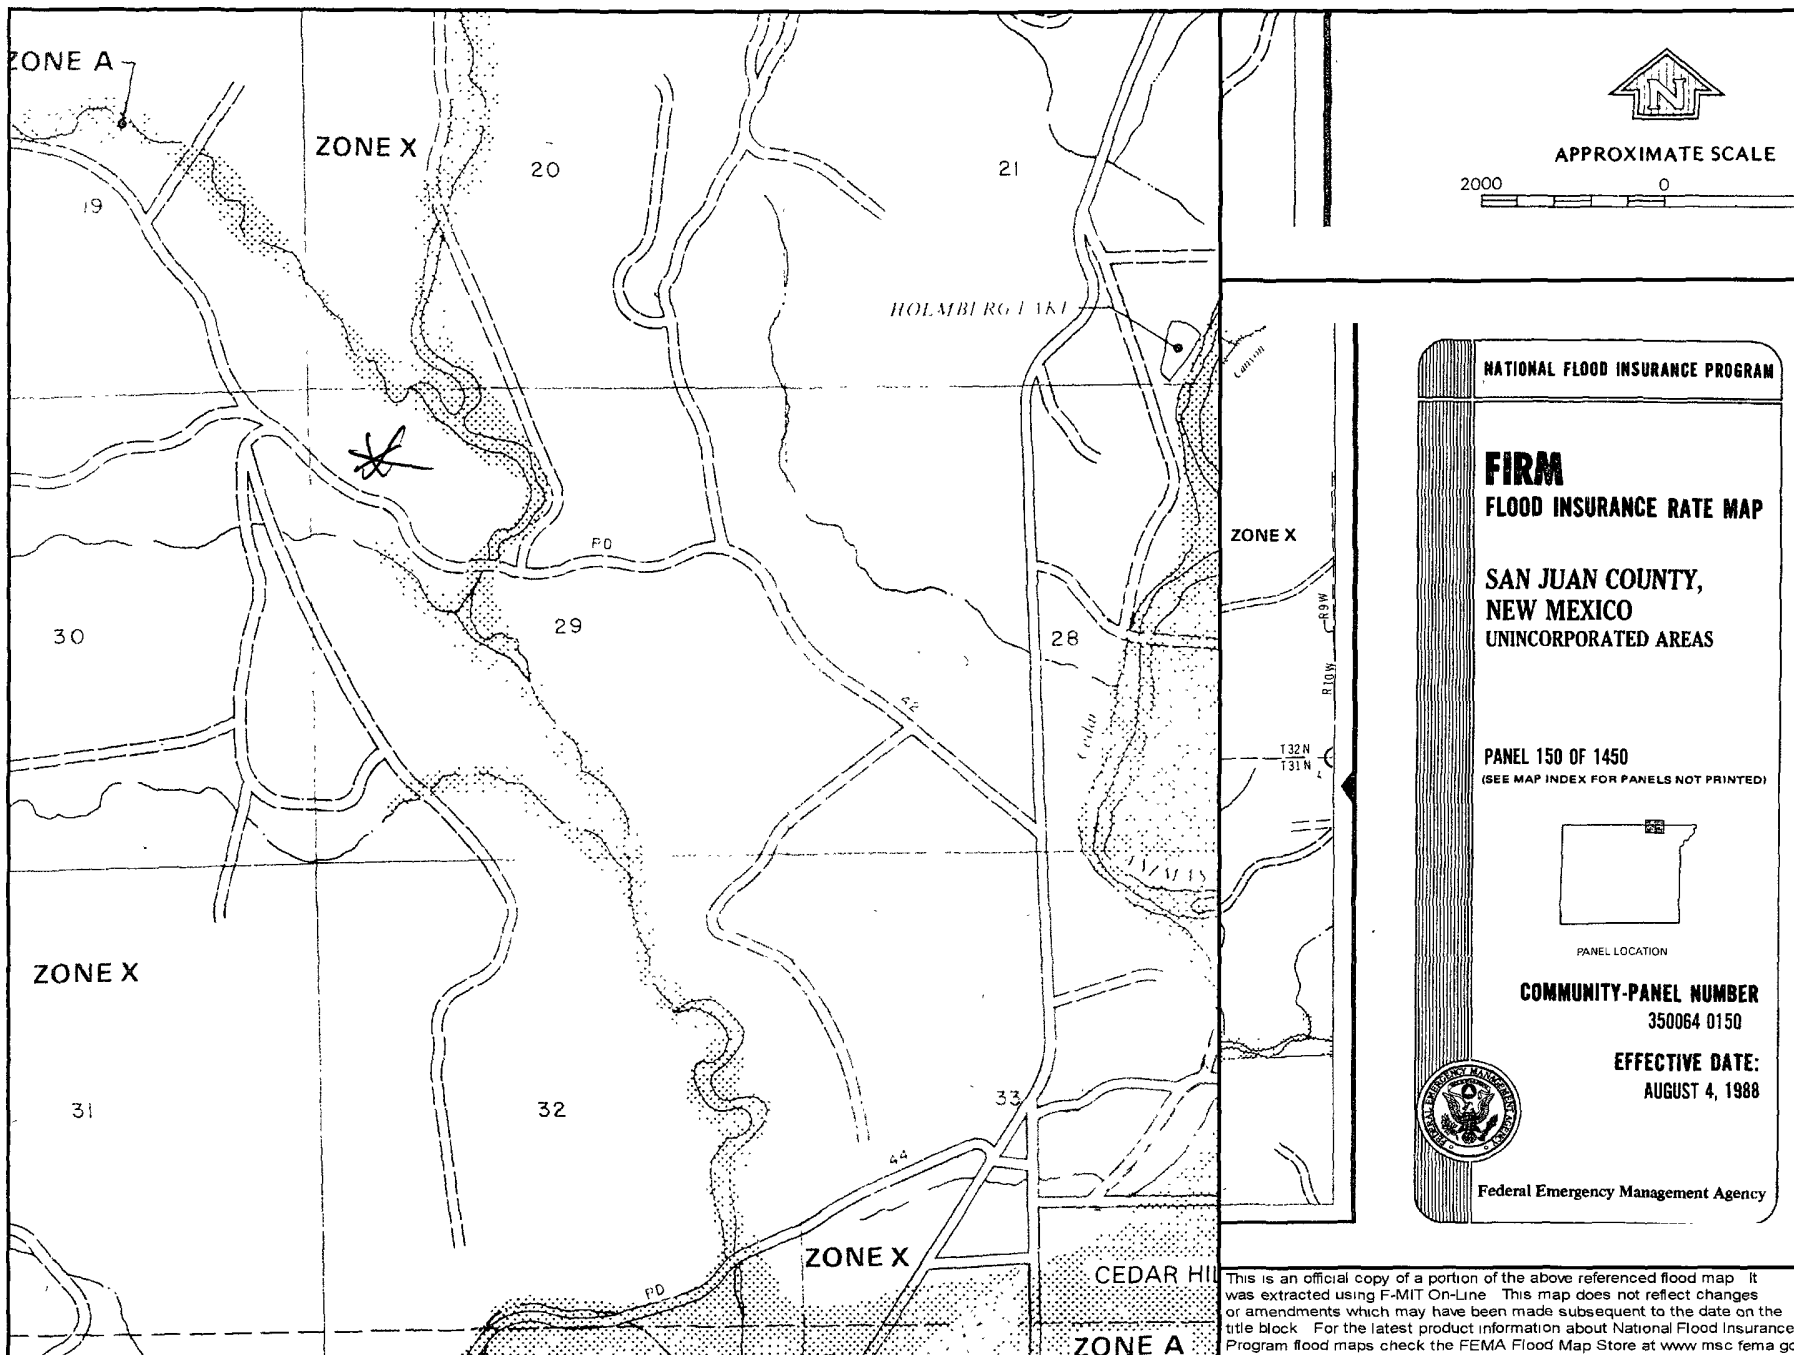 ZONE A
ZONE X
20
21
19
HOLMBERG LAKE
Canyon
PD
30
29
28
42
Cedar
ZONE X
31
32
33
44
PD
ZONE X
CEDAR HIL
ZONE A
ZONE X
R9W
R10W
T32N
T31N
N
APPROXIMATE SCALE
2000 0
NATIONAL FLOOD INSURANCE PROGRAM
FIRM
FLOOD INSURANCE RATE MAP
SAN JUAN COUNTY,
NEW MEXICO
UNINCORPORATED AREAS
PANEL 150 OF 1450
(SEE MAP INDEX FOR PANELS NOT PRINTED)
PANEL LOCATION
COMMUNITY-PANEL NUMBER
350064 0150
EFFECTIVE DATE:
AUGUST 4, 1988
FEDERAL EMERGENCY MANAGEMENT AGENCY
Federal Emergency Management Agency
This is an official copy of a portion of the above referenced flood map It
was extracted using F-MIT On-Line This map does not reflect changes
or amendments which may have been made subsequent to the date on the
title block For the latest product information about National Flood Insurance
Program flood maps check the FEMA Flood Map Store at www msc fema go